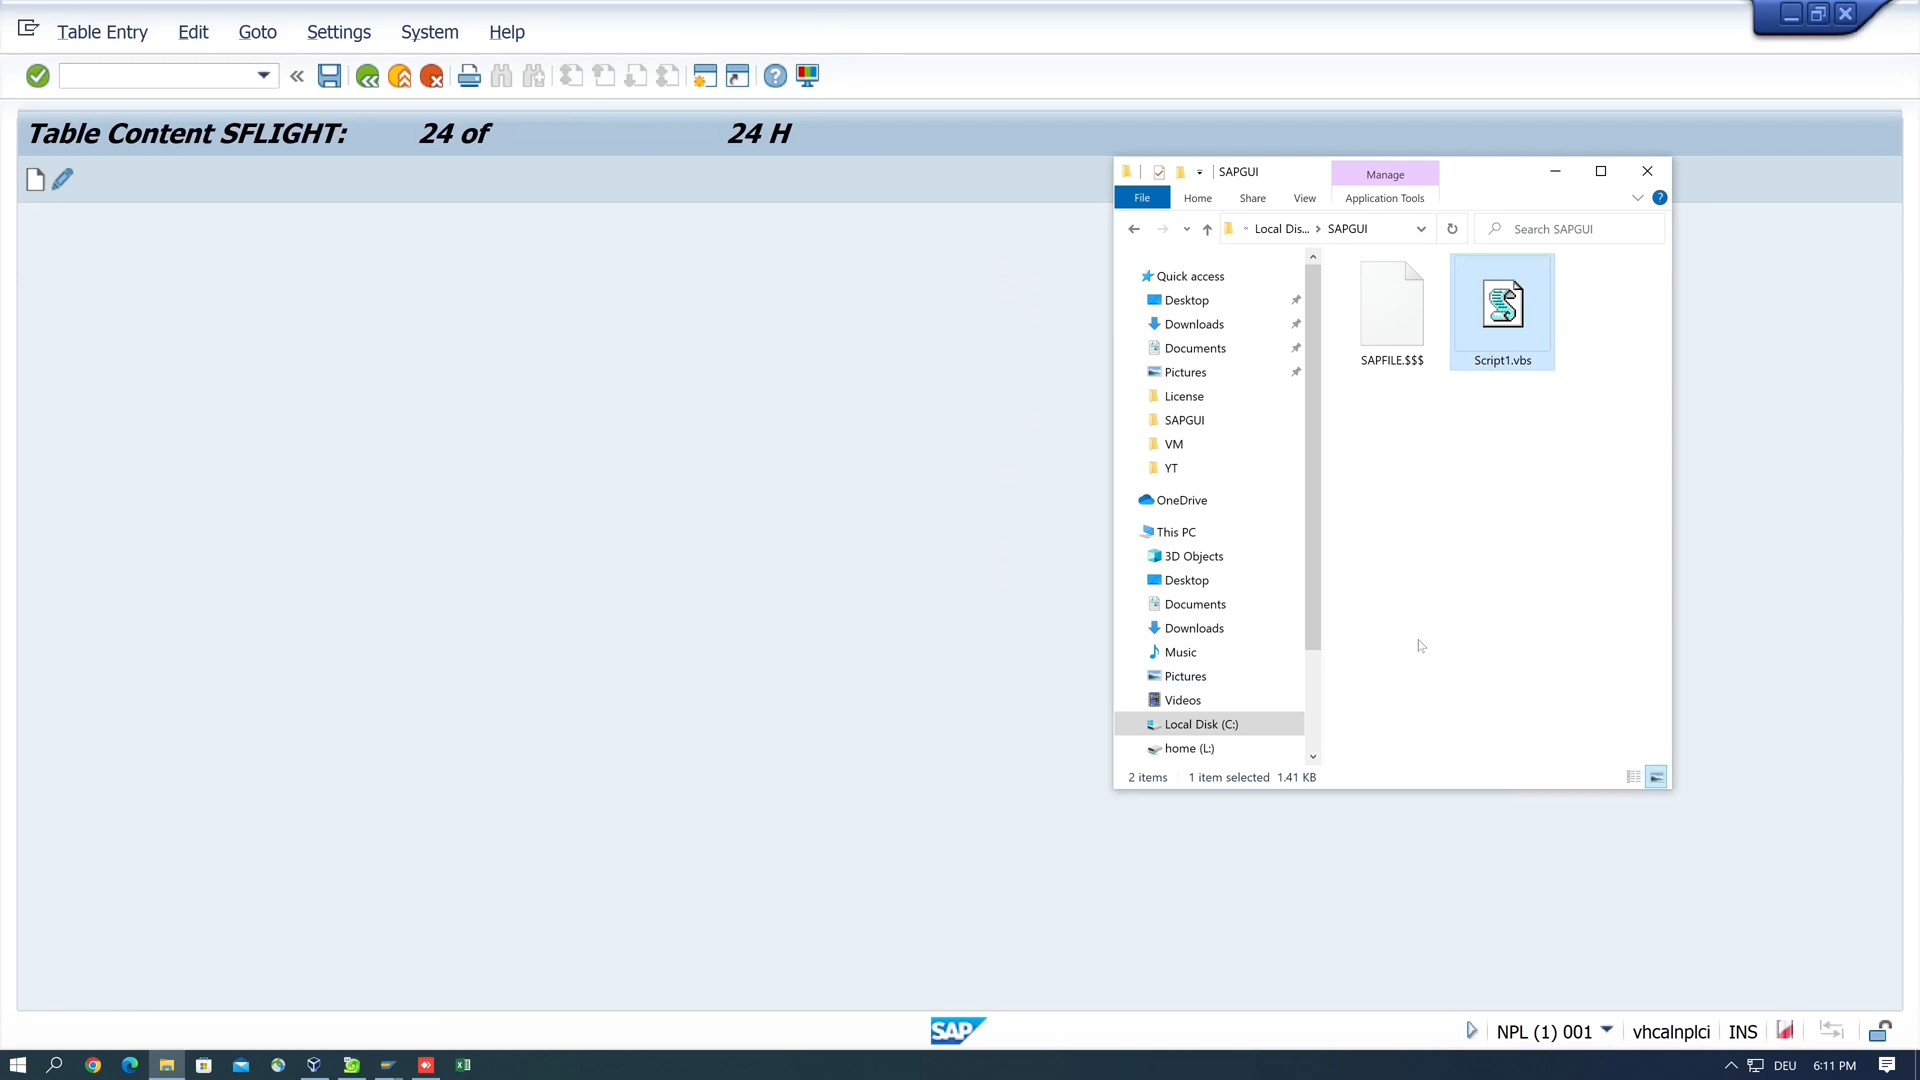 Table Entry Edit Goto Settings System Help
Table Content SFLIGHT: 24 of 24 H
SAPGUI
Manage
File Home Share View Application Tools
« Local Dis... SAPGUI
Search SAPGUI
Quick access
Desktop
Downloads
Documents
Pictures
License
SAPGUI
VM
YT
OneDrive
This PC
3D Objects
Desktop
Documents
Downloads
Music
Pictures
Videos
Local Disk (C:)
home (L:)
SAPFILE.$$$
Script1.vbs
2 items 1 item selected 1.41 KB
SAP
NPL (1) 001 vhcalnplci INS
DEU 6:11 PM